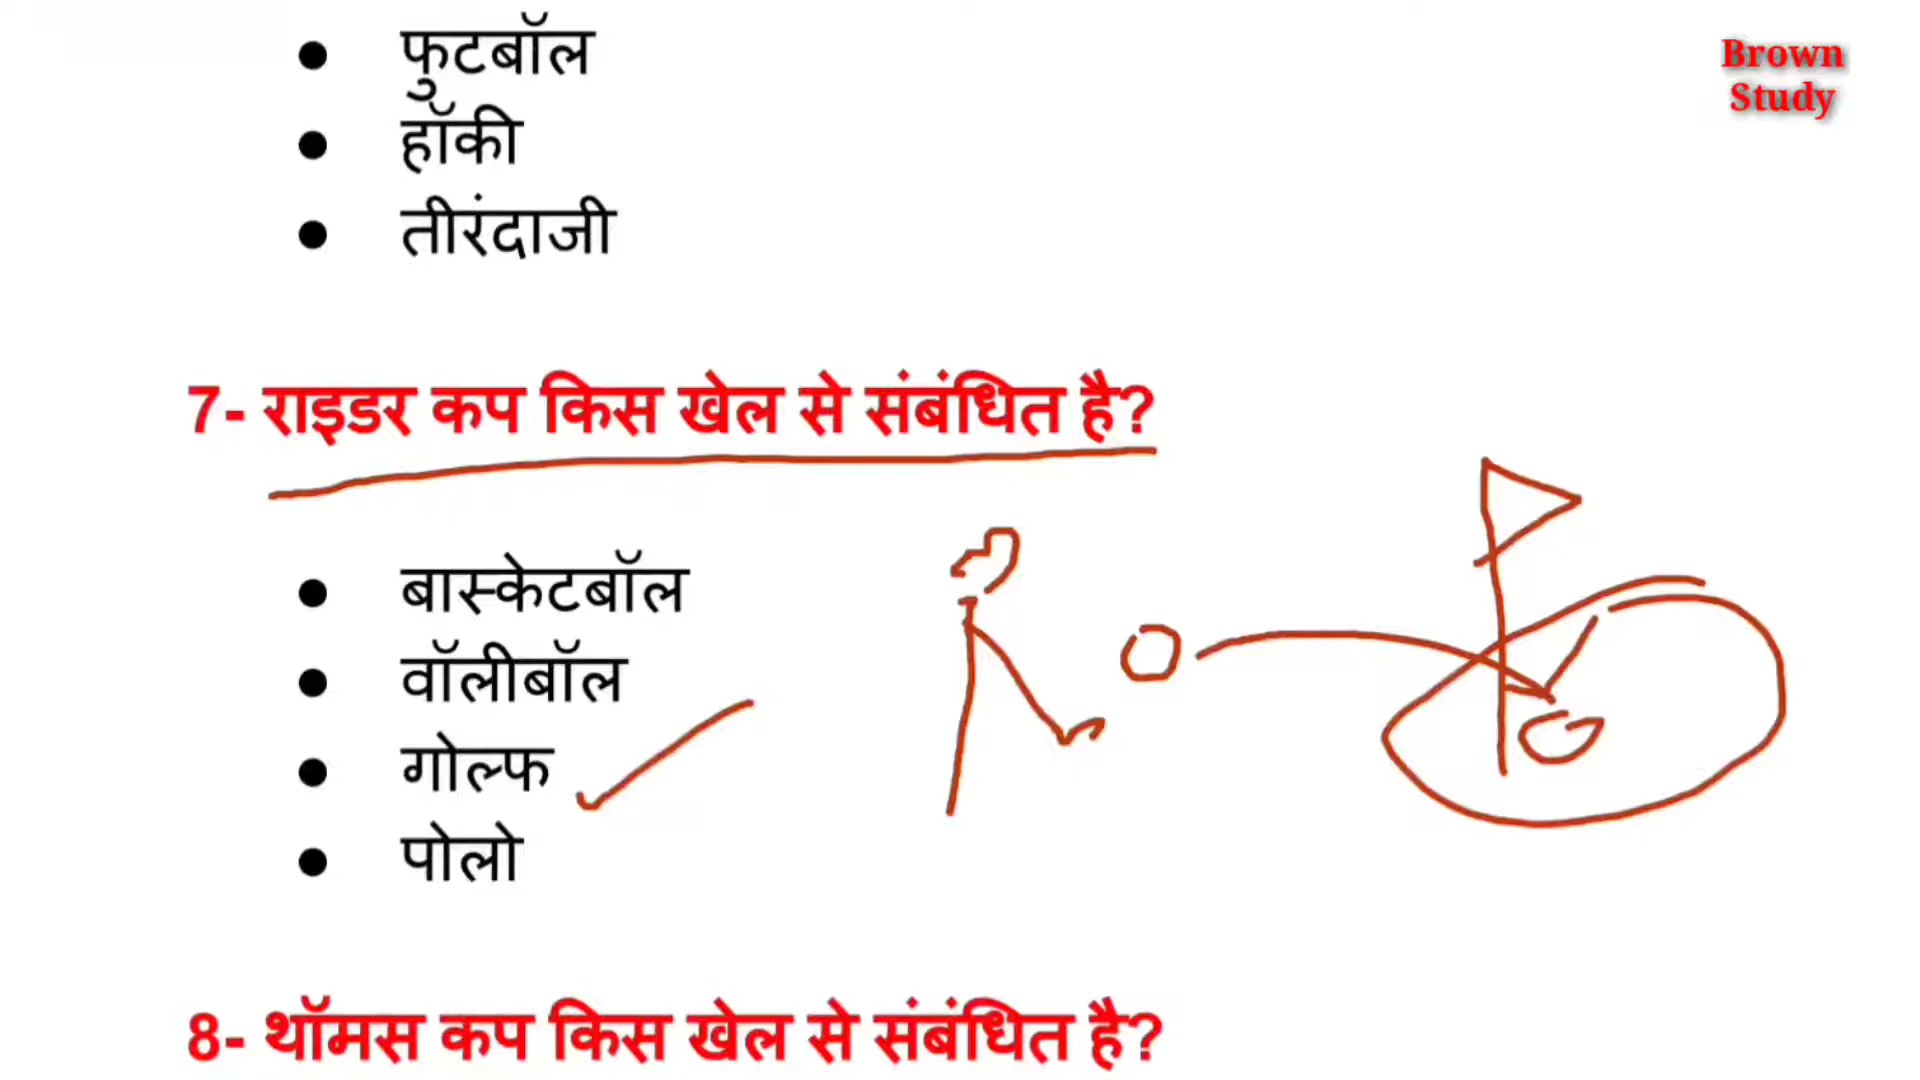 फुटबॉल
हॉकी
तीरंदाजी
Brown
Study
7- राइडर कप किस खेल से संबंधित है?
बास्केटबॉल
वॉलीबॉल
गोल्फ
पोलो
8- थॉमस कप किस खेल से संबंधित है?